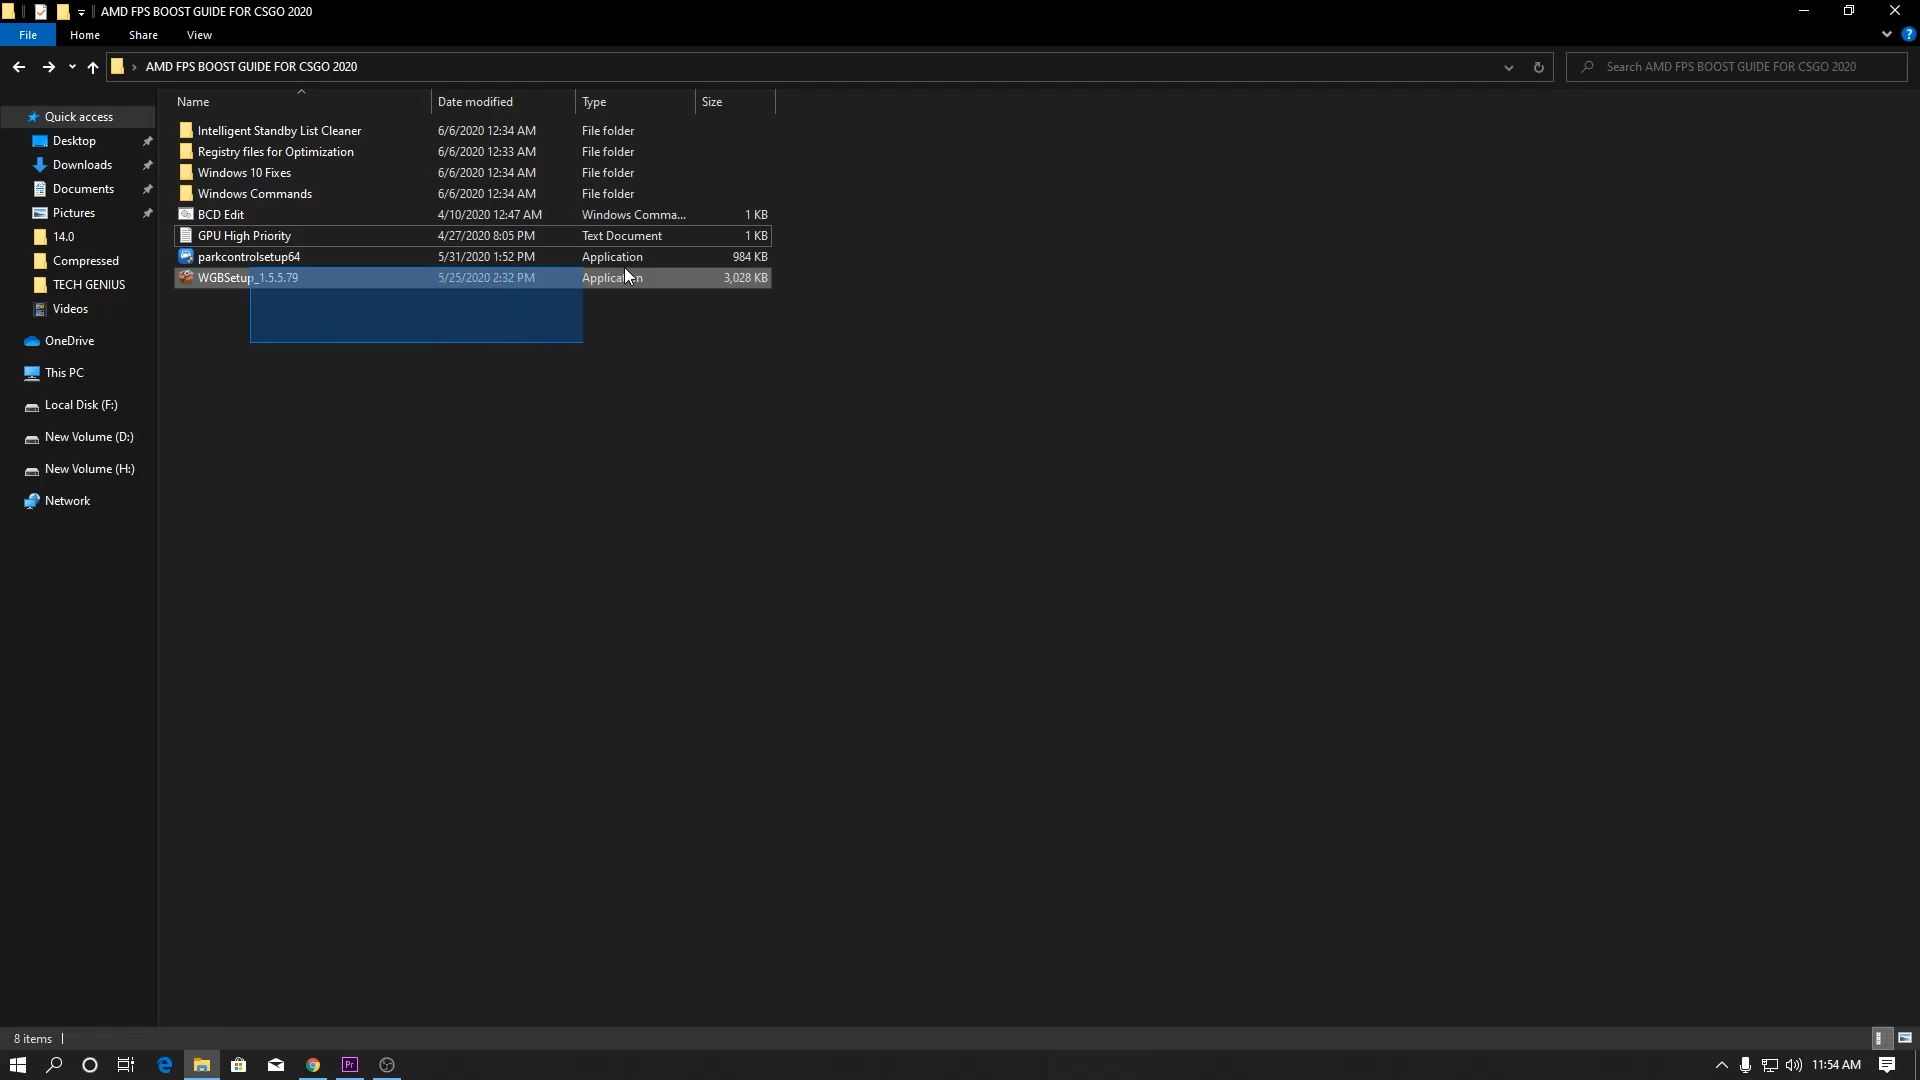 AMD FPS BOOST GUIDE FOR CSGO 2020
File Home Share View
AMD FPS BOOST GUIDE FOR CSGO 2020
Search AMD FPS BOOST GUIDE FOR CSGO 2020
Name Date modified Type Size
Quick access
Desktop
Downloads
Documents
Pictures
14.0
Compressed
TECH GENIUS
Videos
OneDrive
This PC
Local Disk (F:)
New Volume (D:)
New Volume (H:)
Network
Intelligent Standby List Cleaner 6/6/2020 12:34 AM File folder
Registry files for Optimization 6/6/2020 12:33 AM File folder
Windows 10 Fixes 6/6/2020 12:34 AM File folder
Windows Commands 6/6/2020 12:34 AM File folder
BCD Edit 4/10/2020 12:47 AM Windows Comma... 1 KB
GPU High Priority 4/27/2020 8:05 PM Text Document 1 KB
parkcontrolsetup64 5/31/2020 1:52 PM Application 984 KB
WGBSetup_1.5.5.79 5/25/2020 2:32 PM Application 3,028 KB
8 items
Pr
11:54 AM